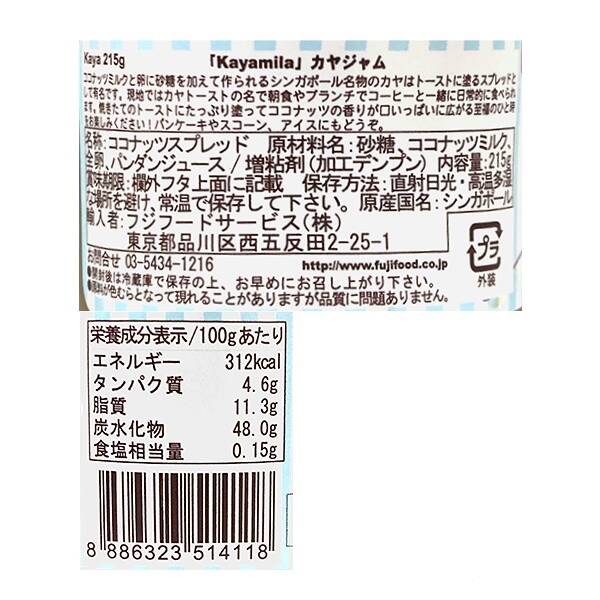 Kaya 215g 「Kayamila」カヤジャム
ココナッツミルクと卵に砂糖を加えて作られるシンガポール名物のカヤはトーストに塗るスプレッドと
して有名です。現地ではカヤトーストの名で朝食やブランチでコーヒーと一緒に日常的に食べられ
ます。焼きたてのトーストにたっぷり塗ってココナッツの香りが口いっぱいに広がる至福のひと時
をお楽しみください！パンケーキやスコーン、アイスにもどうぞ。
名称:ココナッツスプレッド 原材料名:砂糖、ココナッツミルク、
全卵、パンダンジュース/増粘剤(加工デンプン) 内容量:215g
賞味期限:欄外フタ上面に記載 保存方法:直射日光・高温多湿
な場所を避け、常温で保存して下さい。原産国名:シンガポール
輸入者:フジフードサービス(株)
東京都品川区西五反田2-25-1
お問合せ 03-5434-1216 http://www.fujifood.co.jp
●開封後は冷蔵庫で保存の上、お早めにお召し上がり下さい。
●原料が色むらとなって現れることがありますが品質に問題ありません。
プラ
外装
栄養成分表示/100gあたり
エネルギー 312kcal
タンパク質 4.6g
脂質 11.3g
炭水化物 48.0g
食塩相当量 0.15g
8 886323 514118